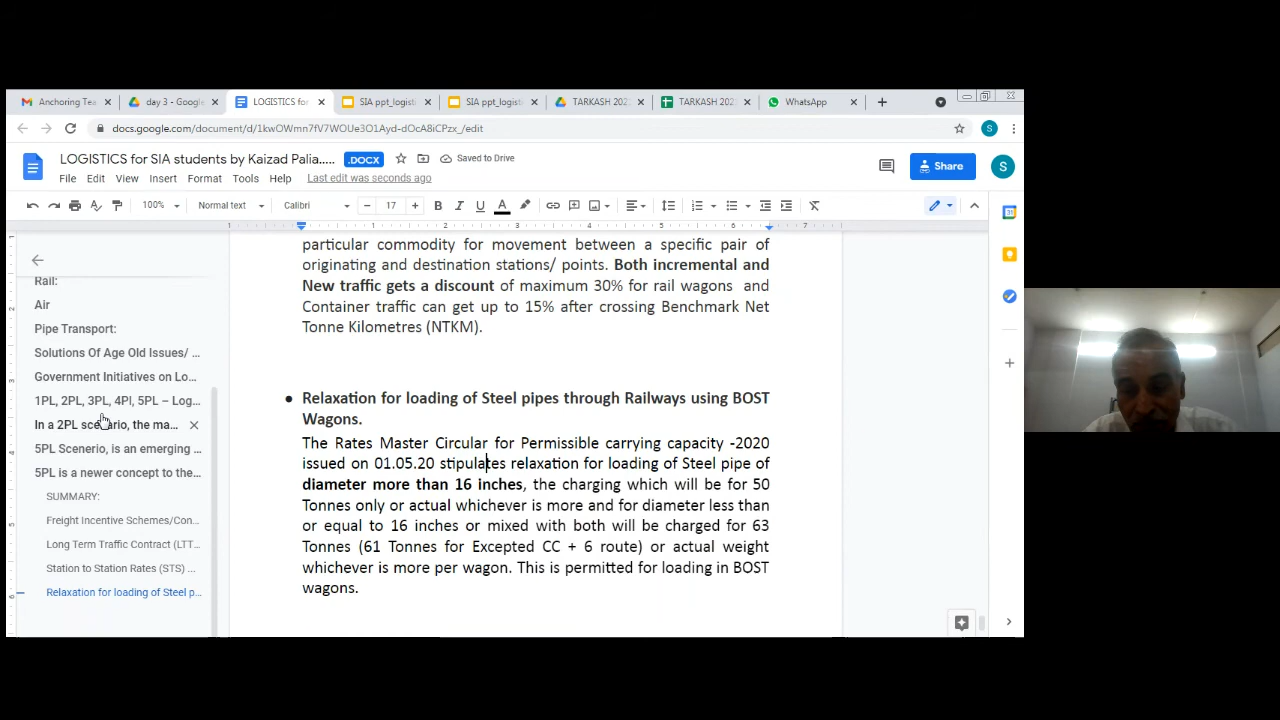 Anchoring Tea
day 3 - Google
LOGISTICS for
SIA ppt_logist
SIA ppt_logist
TARKASH 202
TARKASH 202
WhatsApp
docs.google.com/document/d/1kwOWmn7fV7WOUe3O1Ayd-dOcA8iCPzx_/edit
S
LOGISTICS for SIA students by Kaizad Palia.....
.DOCX
Saved to Drive
File Edit View Insert Format Tools Help Last edit was seconds ago
Share
S
100% Normal text Calibri 17 B I U A
1 1 2 3 4 5 6 7
Rail:
Air
Pipe Transport:
Solutions Of Age Old Issues/ ...
Government Initiatives on Lo...
1PL, 2PL, 3PL, 4Pl, 5PL – Log...
In a 2PL scenario, the ma...
5PL Scenerio, is an emerging ...
5PL is a newer concept to the...
SUMMARY:
Freight Incentive Schemes/Con...
Long Term Traffic Contract (LTT...
Station to Station Rates (STS) ...
Relaxation for loading of Steel p...
particular commodity for movement between a specific pair of
originating and destination stations/ points. Both incremental and
New traffic gets a discount of maximum 30% for rail wagons and
Container traffic can get up to 15% after crossing Benchmark Net
Tonne Kilometres (NTKM).
● Relaxation for loading of Steel pipes through Railways using BOST
Wagons.
The Rates Master Circular for Permissible carrying capacity -2020
issued on 01.05.20 stipulates relaxation for loading of Steel pipe of
diameter more than 16 inches, the charging which will be for 50
Tonnes only or actual whichever is more and for diameter less than
or equal to 16 inches or mixed with both will be charged for 63
Tonnes (61 Tonnes for Excepted CC + 6 route) or actual weight
whichever is more per wagon. This is permitted for loading in BOST
wagons.